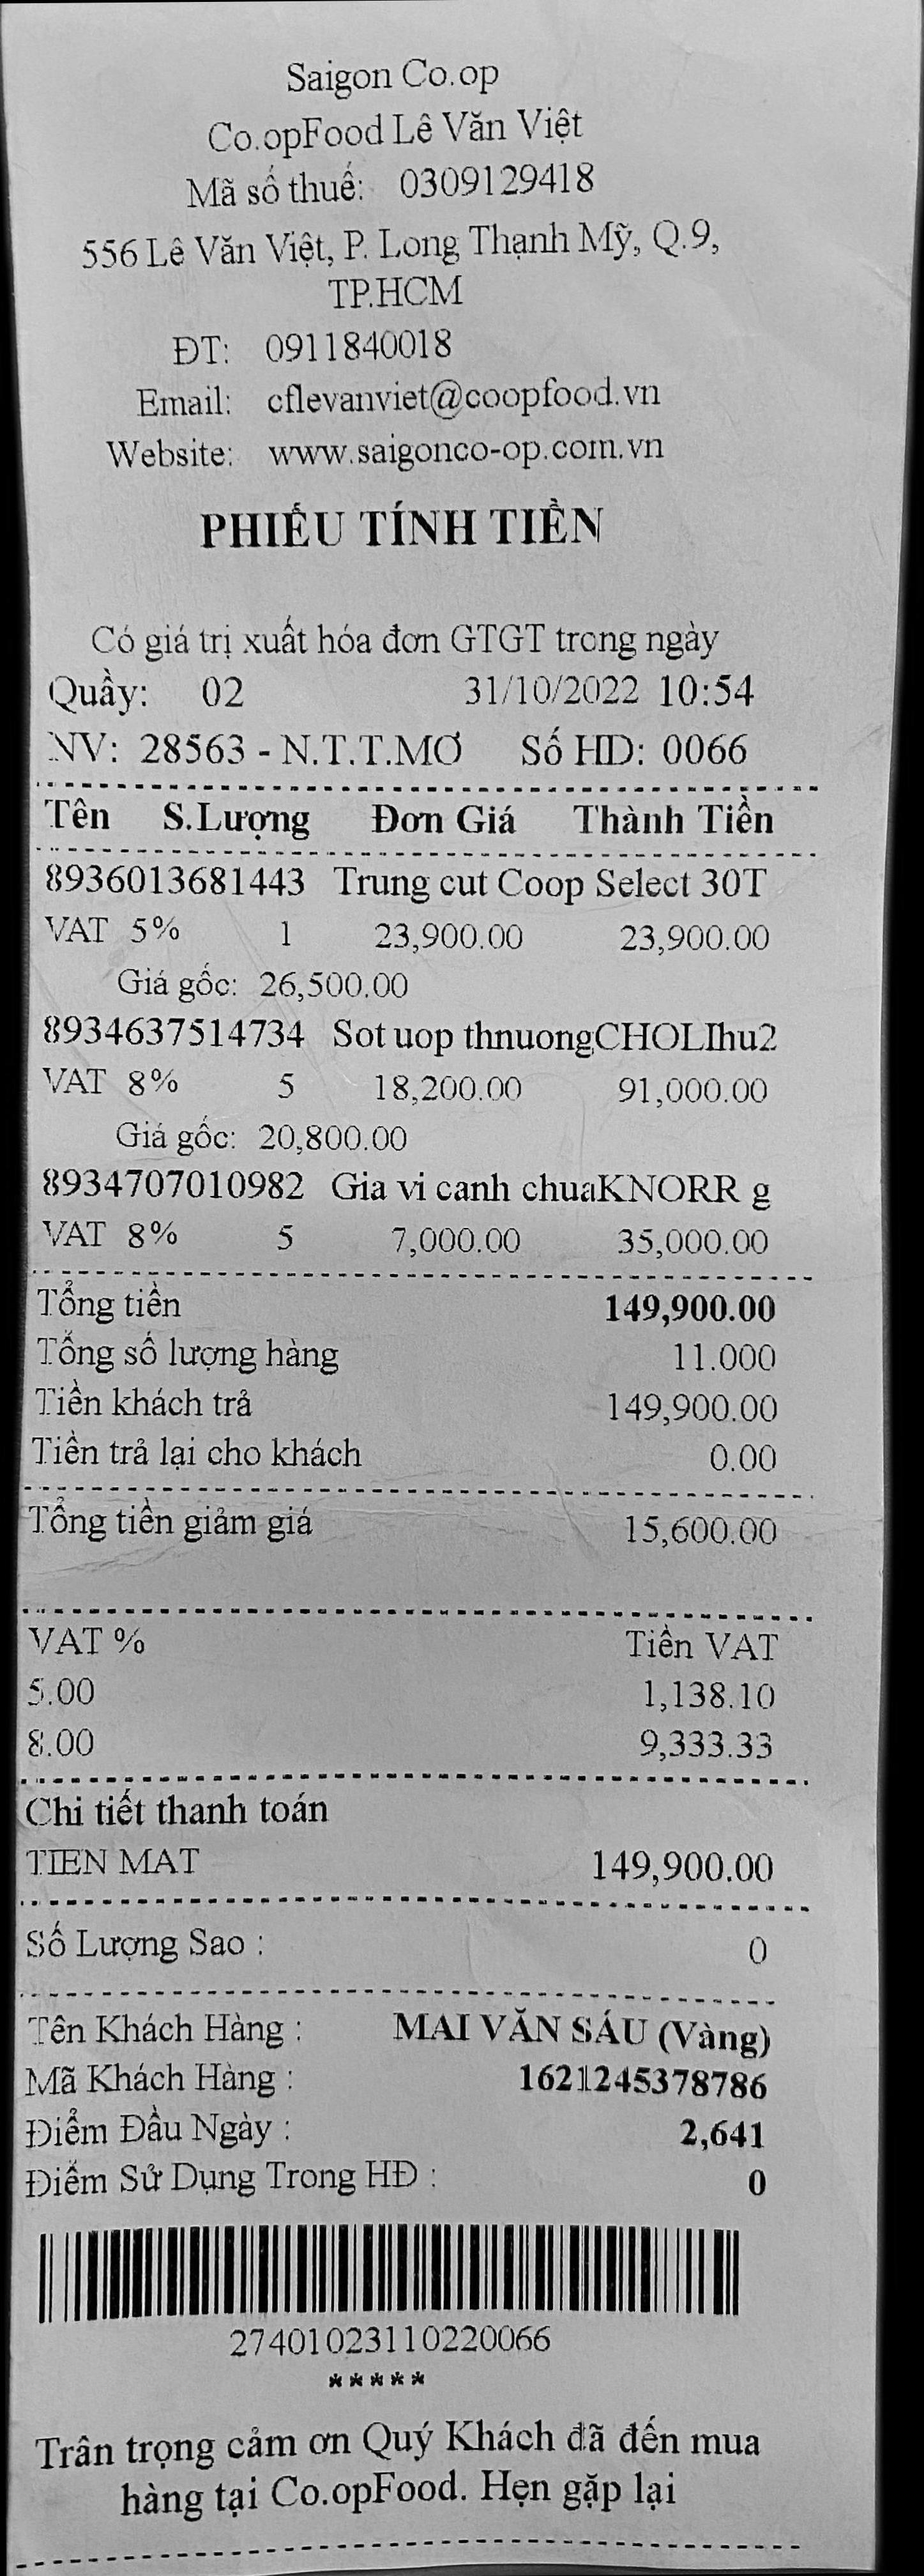 Saigon Co.op
Co.opFood Lê Văn Việt
Mã số thuế: 0309129418
556 Lê Văn Việt, P. Long Thạnh Mỹ, Q.9,
TP.HCM
ĐT: 0911840018
Email: cflevanviet@coopfood.vn
Website: www.saigonco-op.com.vn
PHIẾU TÍNH TIỀN
Có giá trị xuất hóa đơn GTGT trong ngày
Quầy: 02 31/10/2022 10:54
NV: 28563 - N.T.T.MƠ Số HD: 0066
Tên S.Lượng Đơn Giá Thành Tiền
8936013681443 Trung cut Coop Select 30T
VAT 5% 1 23,900.00 23,900.00
Giá gốc: 26,500.00
8934637514734 Sot uop thnuongCHOLIhu2
VAT 8% 5 18,200.00 91,000.00
Giá gốc: 20,800.00
8934707010982 Gia vi canh chuaKNORR g
VAT 8% 5 7,000.00 35,000.00
Tổng tiền 149,900.00
Tổng số lượng hàng 11.000
Tiền khách trả 149,900.00
Tiền trả lại cho khách 0.00
Tổng tiền giảm giá 15,600.00
VAT % Tiền VAT
5.00 1,138.10
8.00 9,333.33
Chi tiết thanh toán
TIEN MAT 149,900.00
Số Lượng Sao : 0
Tên Khách Hàng : MAI VĂN SÁU (Vàng)
Mã Khách Hàng : 1621245378786
Điểm Đầu Ngày : 2,641
Điểm Sử Dụng Trong HĐ : 0
27401023110220066
*****
Trân trọng cảm ơn Quý Khách đã đến mua
hàng tại Co.opFood. Hẹn gặp lại